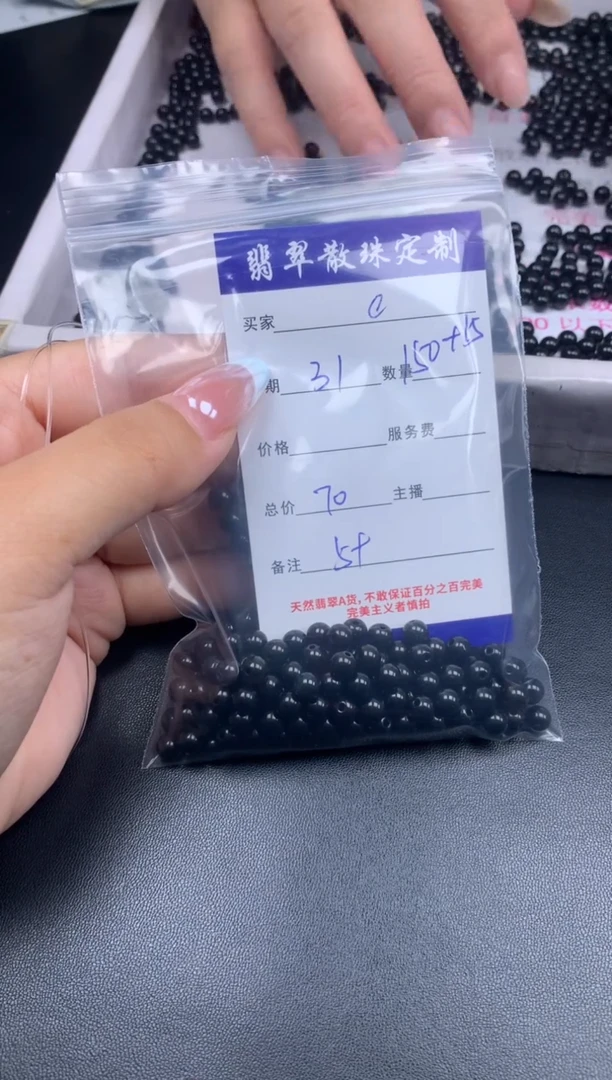 翡翠散珠定制
买家 C
期 31 数量 150+15
价格 服务费
总价 70 主播
备注 5+
天然翡翠A货,不敢保证百分之百完美
完美主义者慎拍